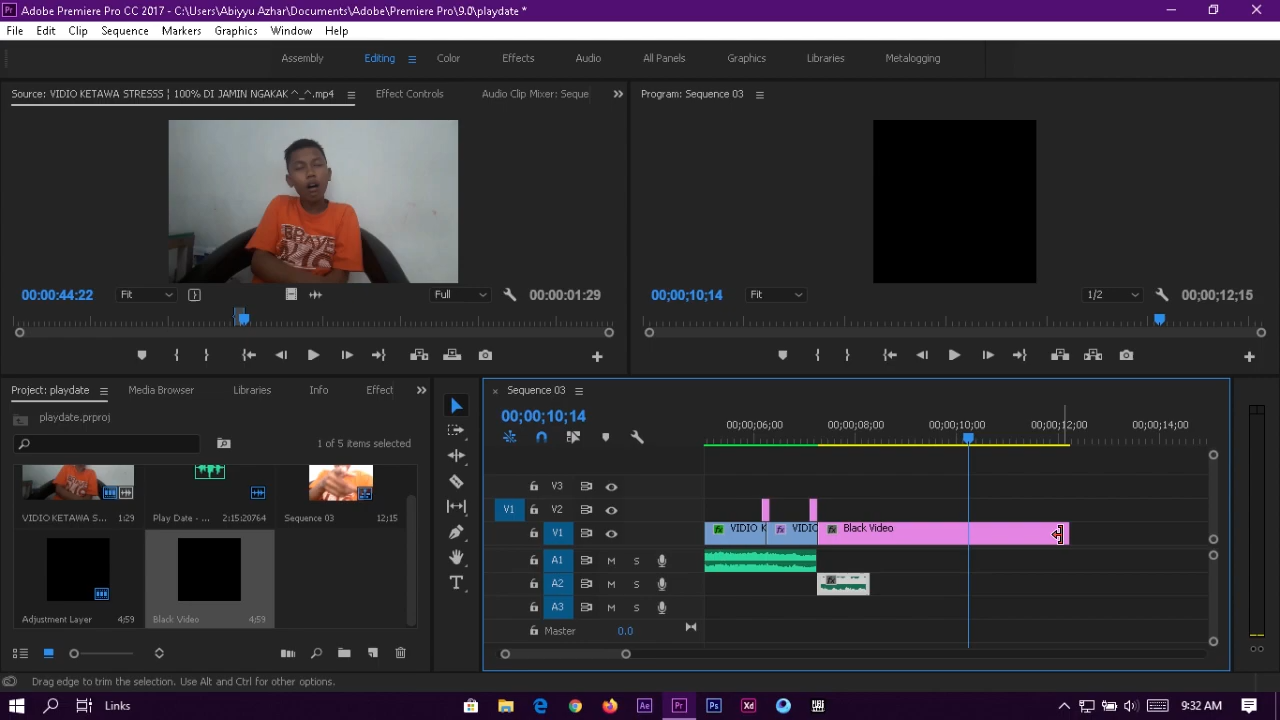 Pr Adobe Premiere Pro CC 2017 - C:\Users\Abiyyu Azhar\Documents\Adobe\Premiere Pro\9.0\playdate *
File Edit Clip Sequence Markers Graphics Window Help
Assembly Editing Color Effects Audio All Panels Graphics Libraries Metalogging
Source: VIDIO KETAWA STRESSS ¦ 100% DI JAMIN NGAKAK ^_^.mp4 Effect Controls Audio Clip Mixer: Seque
Program: Sequence 03
00:00:44:22 Fit Full 00:00:01:29
00;00;10;14 Fit 1/2 00;00;12;15
Project: playdate Media Browser Libraries Info Effect
playdate.prproj
1 of 5 items selected
VIDIO KETAWA S... 1:29 Play Date - ... 2:15:20764 Sequence 03 12;15
Adjustment Layer 4;59 Black Video 4;59
× Sequence 03
00;00;10;14
00;00;06;00 00;00;08;00 00;00;10;00 00;00;12;00 00;00;14;00
V3
V1 V2
V1 VIDIO K VIDIO Black Video
A1 M S
A2 M S
A3 M S
Master 0.0
Drag edge to trim the selection. Use Alt and Ctrl for other options.
Links Ae Pr Ps Xd 9:32 AM